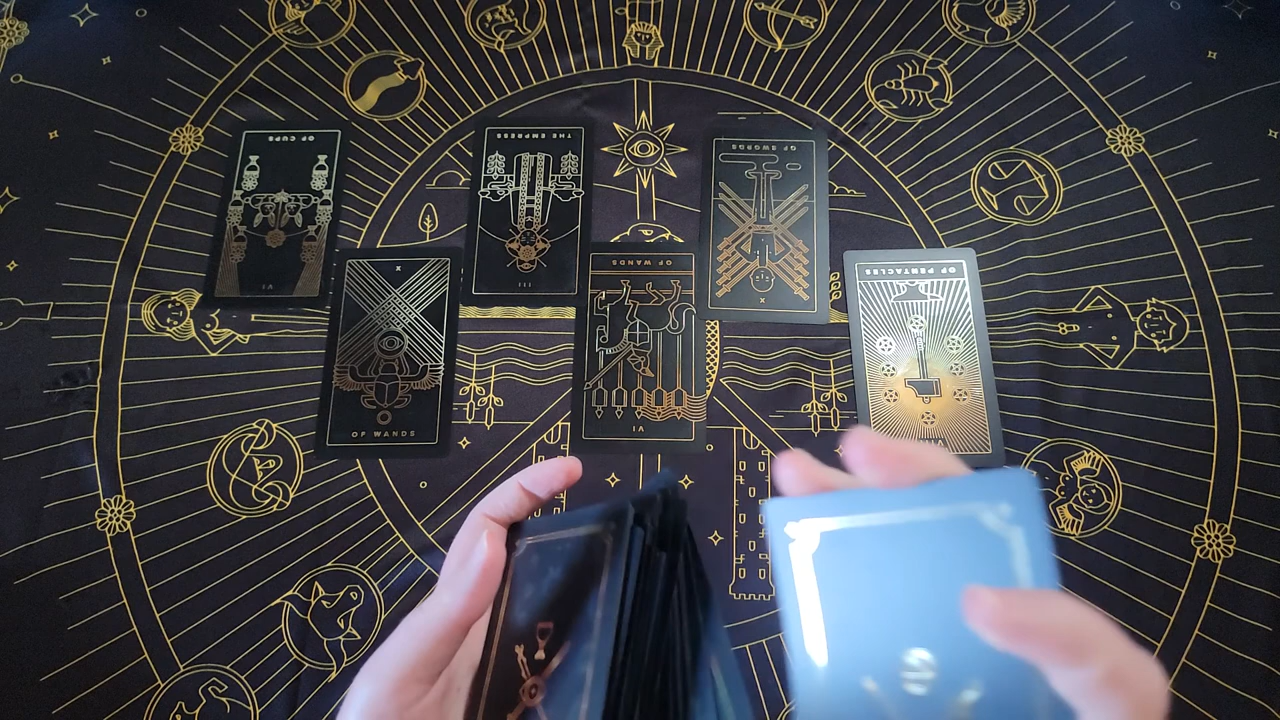 OF CUPS
VI
X
OF WANDS
THE EMPRESS
III
OF WANDS
VI
OF SWORDS
X
OF PENTACLES